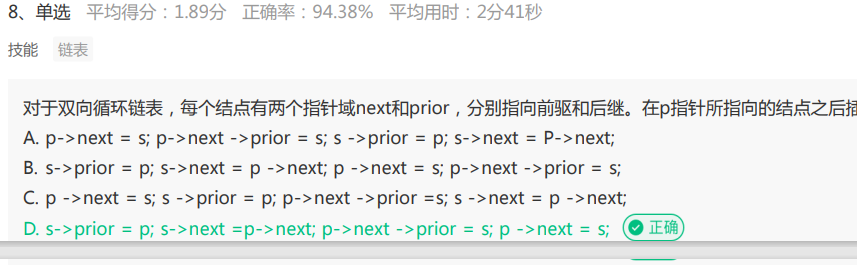 8、单选 平均得分：1.89分 正确率：94.38% 平均用时：2分41秒
技能 链表
对于双向循环链表，每个结点有两个指针域next和prior，分别指向前驱和后继。在p指针所指向的结点之后插
A. p->next = s; p->next ->prior = s; s ->prior = p; s->next = P->next;
B. s->prior = p; s->next = p ->next; p ->next = s; p->next ->prior = s;
C. p ->next = s; s ->prior = p; p->next ->prior =s; s ->next = p ->next;
D. s->prior = p; s->next =p->next; p->next ->prior = s; p ->next = s; 正确